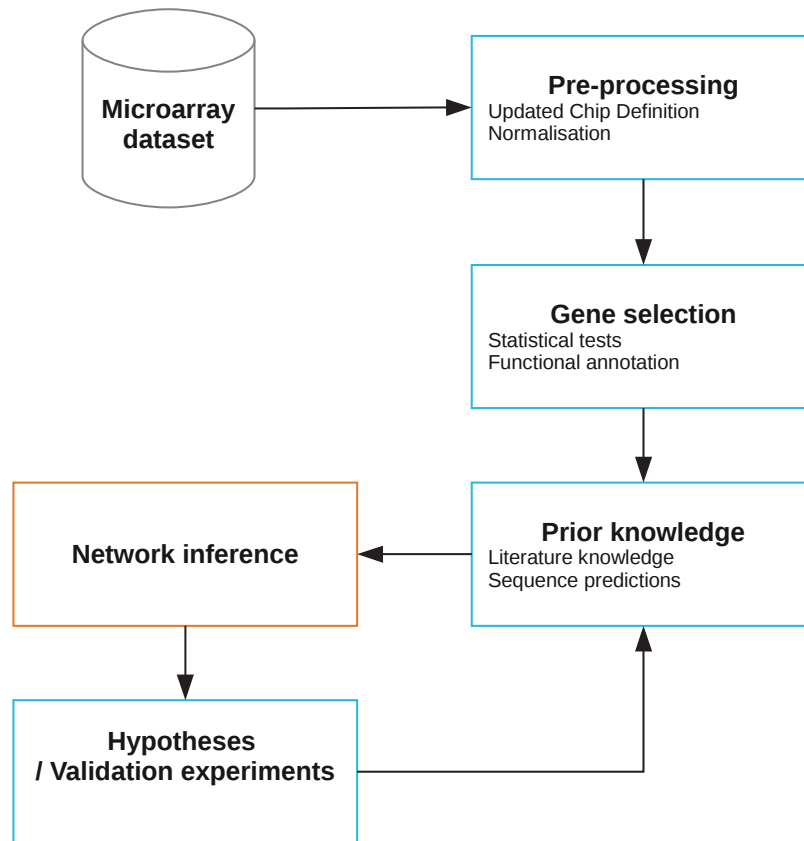 Microarray
dataset
Pre-processing
Updated Chip Definition
Normalisation
Gene selection
Statistical tests
Functional annotation
Prior knowledge
Literature knowledge
Sequence predictions
Network inference
Hypotheses
/ Validation experiments